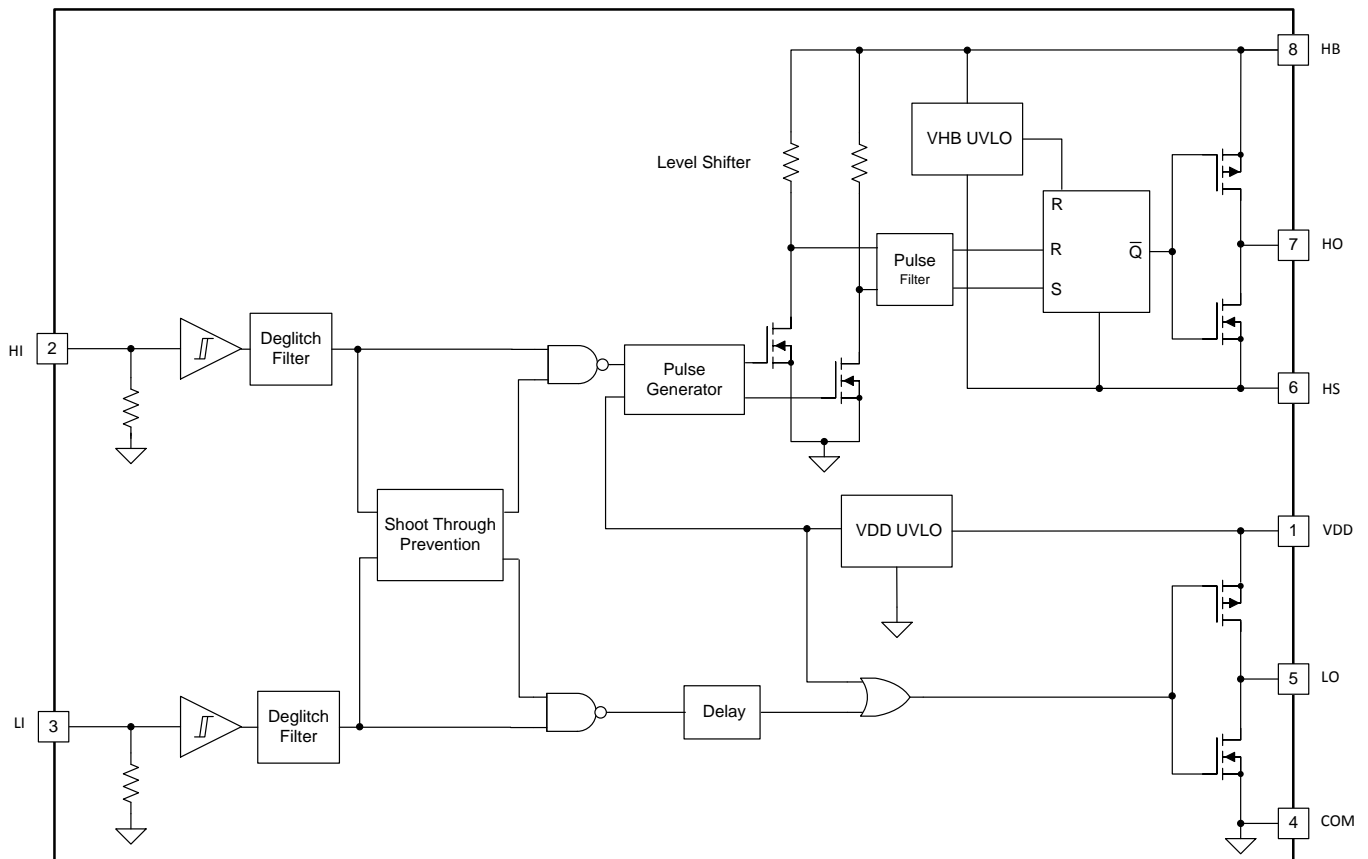 8 HB
VHB UVLO
Level Shifter
R
R
Q̅
S
Pulse
Filter
7 HO
HI 2
Deglitch
Filter
Pulse
Generator
6 HS
Shoot Through
Prevention
VDD UVLO
1 VDD
LI 3
Deglitch
Filter
Delay
5 LO
4 COM